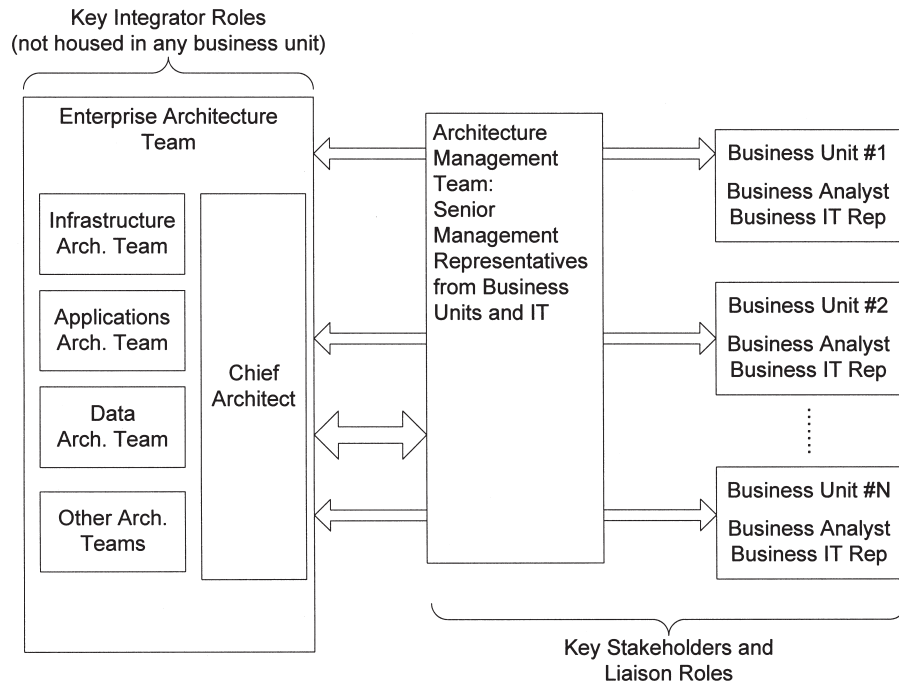 Key Integrator Roles
(not housed in any business unit)
Enterprise Architecture
Team
Infrastructure
Arch. Team
Applications
Arch. Team
Data
Arch. Team
Other Arch.
Teams
Chief
Architect
Architecture
Management
Team:
Senior
Management
Representatives
from Business
Units and IT
Business Unit #1
Business Analyst
Business IT Rep
Business Unit #2
Business Analyst
Business IT Rep
Business Unit #N
Business Analyst
Business IT Rep
Key Stakeholders and
Liaison Roles